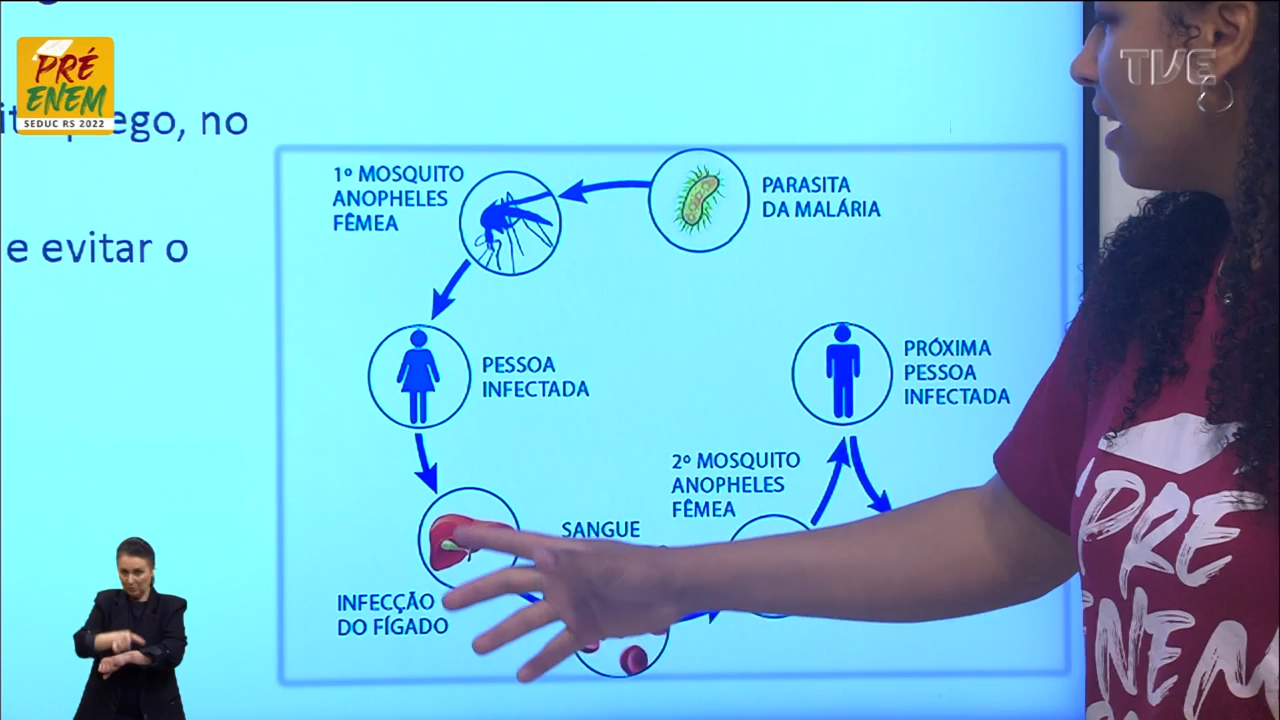 PRÉ
ENEM
SEDUC RS 2022
TVE
ego, no
e evitar o
1º MOSQUITO
ANOPHELES
FÊMEA
PARASITA
DA MALÁRIA
PESSOA
INFECTADA
PRÓXIMA
PESSOA
INFECTADA
2º MOSQUITO
ANOPHELES
FÊMEA
SANGUE
INFECÇÃO
DO FÍGADO
PRÉ
ENEM